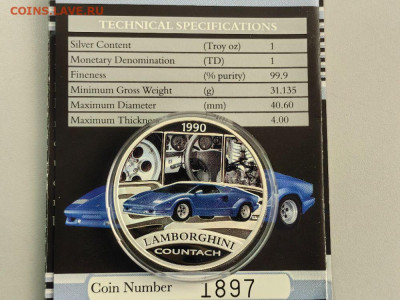 COINS.LAVE.RU
TECHNICAL SPECIFICATIONS
Silver Content (Troy oz) 1
Monetary Denomination (TD) 1
Fineness (% purity) 99.9
Minimum Gross Weight (g) 31.135
Maximum Diameter (mm) 40.60
Maximum Thickness (mm) 4.00
1990
LAMBORGHINI
COUNTACH
Coin Number 1897